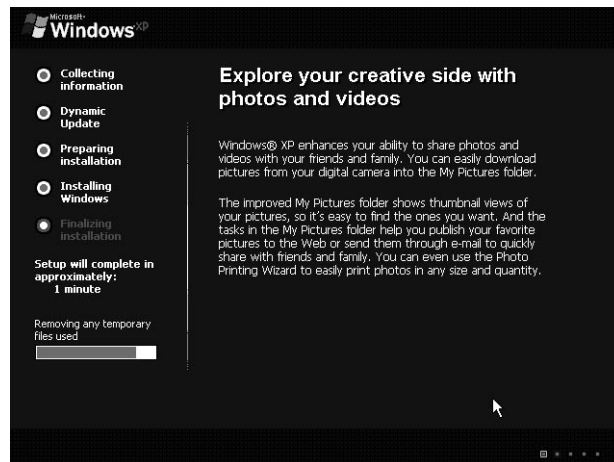 Microsoft®
Windows XP
Collecting
information
Dynamic
Update
Preparing
installation
Installing
Windows
Finalizing
installation
Setup will complete in
approximately:
1 minute
Removing any temporary
files used
Explore your creative side with
photos and videos
Windows® XP enhances your ability to share photos and
videos with your friends and family. You can easily download
pictures from your digital camera into the My Pictures folder.
The improved My Pictures folder shows thumbnail views of
your pictures, so it's easy to find the ones you want. And the
tasks in the My Pictures folder help you publish your favorite
pictures to the Web or send them through e-mail to quickly
share with friends and family. You can even use the Photo
Printing Wizard to easily print photos in any size and quantity.